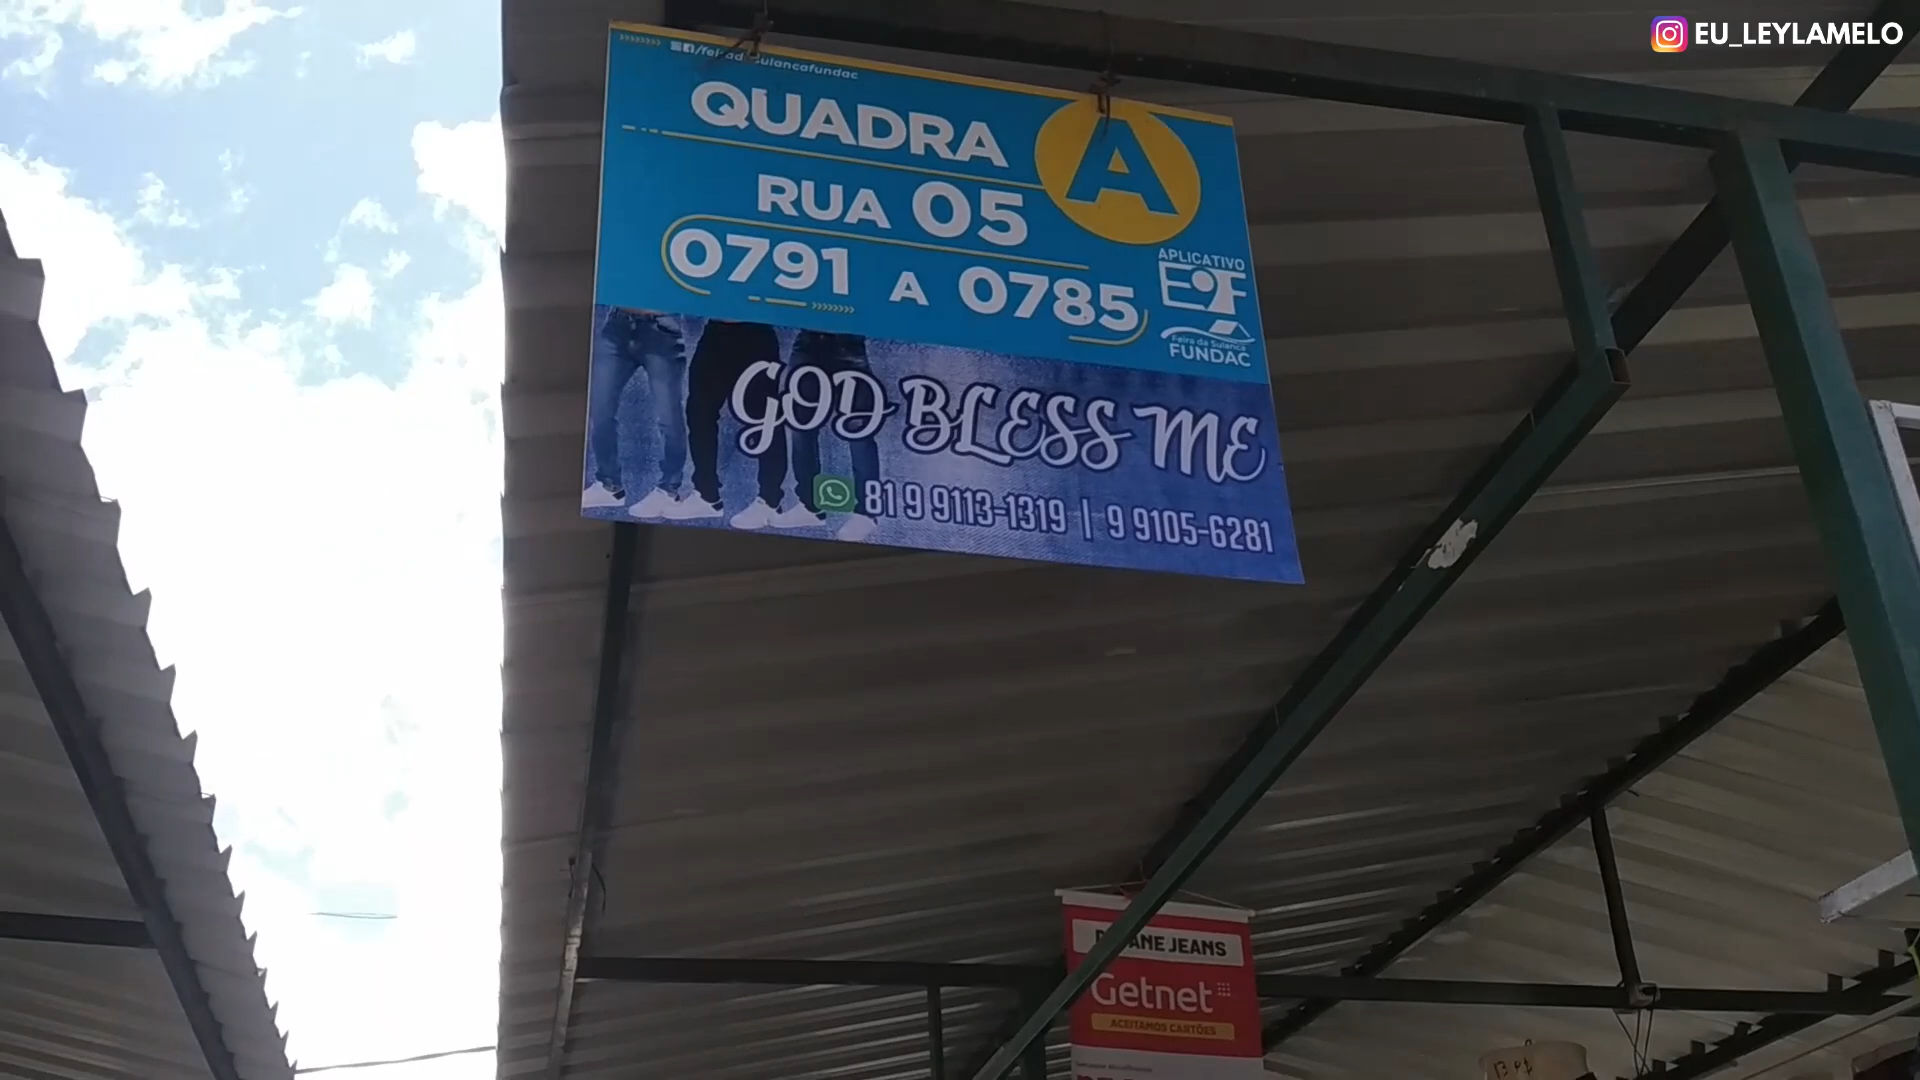 EU_LEYLAMELO
QUADRA A
RUA 05
0791 A 0785
APLICATIVO
Feira da Sulanca
FUNDAC
GOD BLESS ME
81 9 9113-1319 | 9 9105-6281
JEANS
Getnet
ACEITAMOS CARTÕES